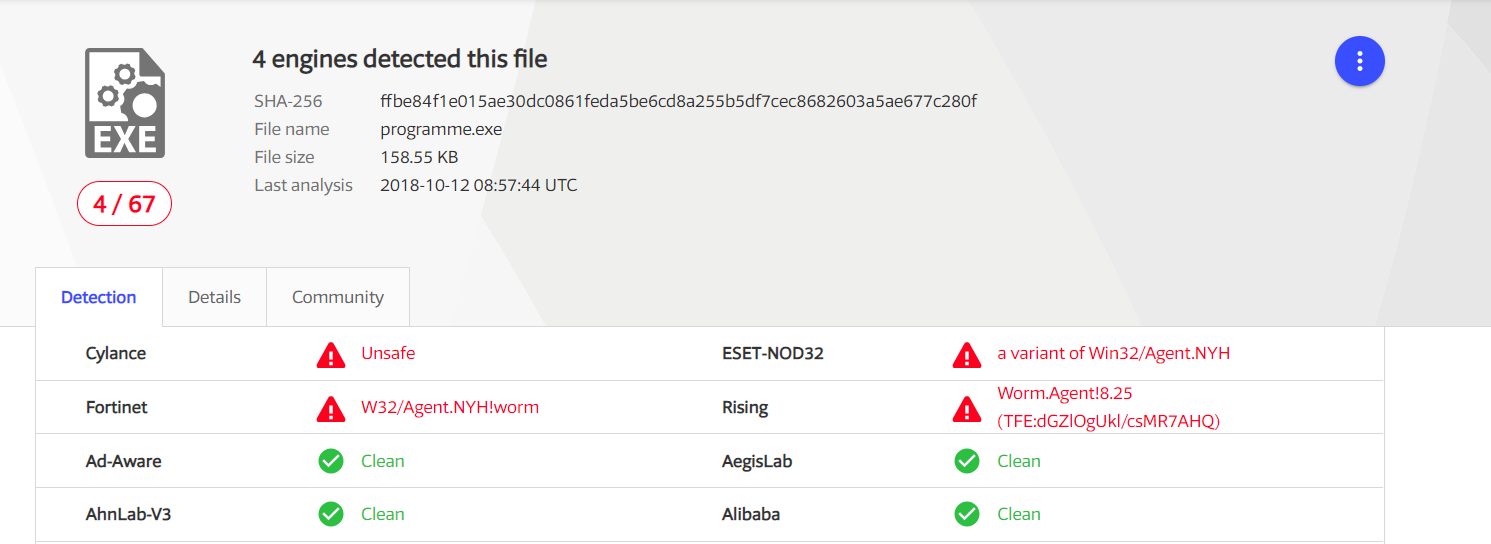 4 engines detected this file
SHA-256 ffbe84f1e015ae30dc0861feda5be6cd8a255b5df7cec8682603a5ae677c280f
File name programme.exe
File size 158.55 KB
Last analysis 2018-10-12 08:57:44 UTC
EXE
4 / 67
Detection Details Community
Cylance Unsafe ESET-NOD32 a variant of Win32/Agent.NYH
Fortinet W32/Agent.NYH!worm Rising Worm.Agent!8.25
(TFE:dGZlOgUkl/csMR7AHQ)
Ad-Aware Clean AegisLab Clean
AhnLab-V3 Clean Alibaba Clean